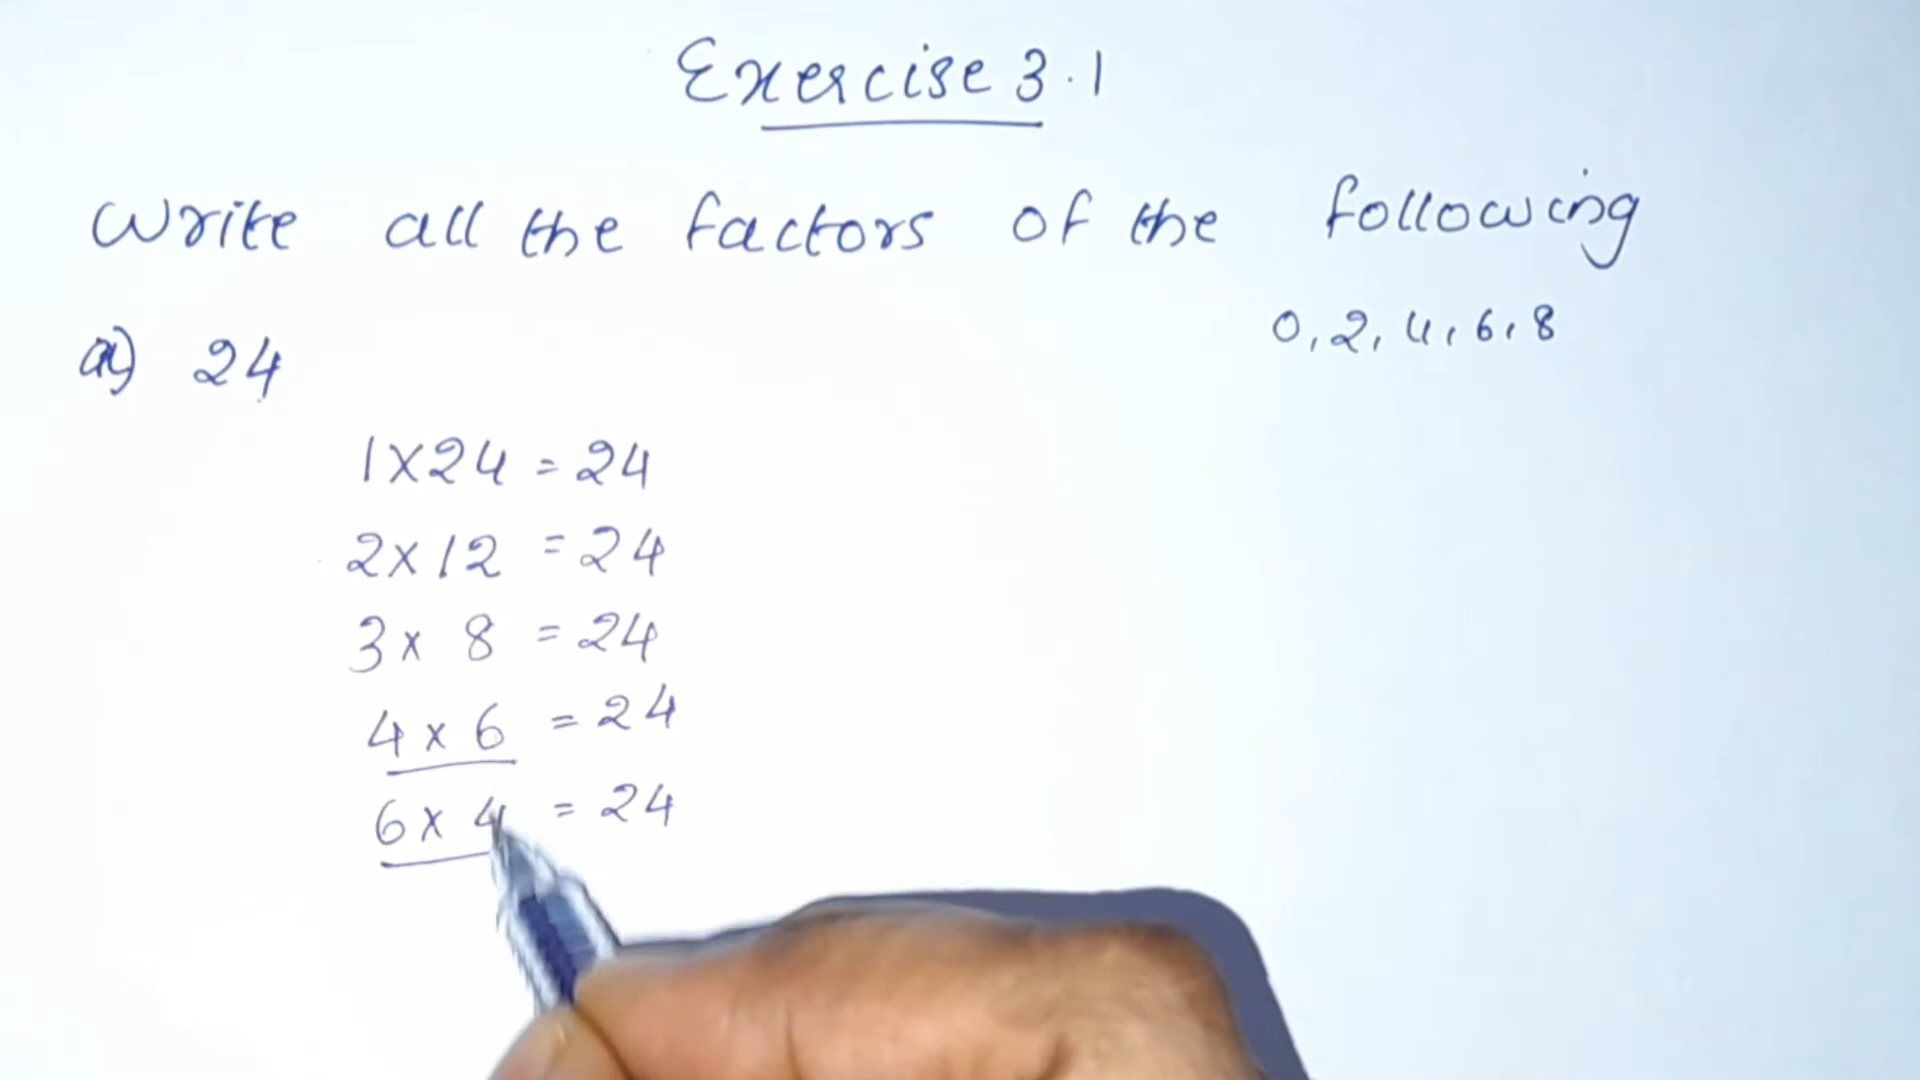 Exercise 3.1
Write all the factors of the following
a) 24
0, 2, 4, 6, 8
1x24 = 24
2x12 = 24
3x 8 = 24
4x 6 = 24
6x 4 = 24